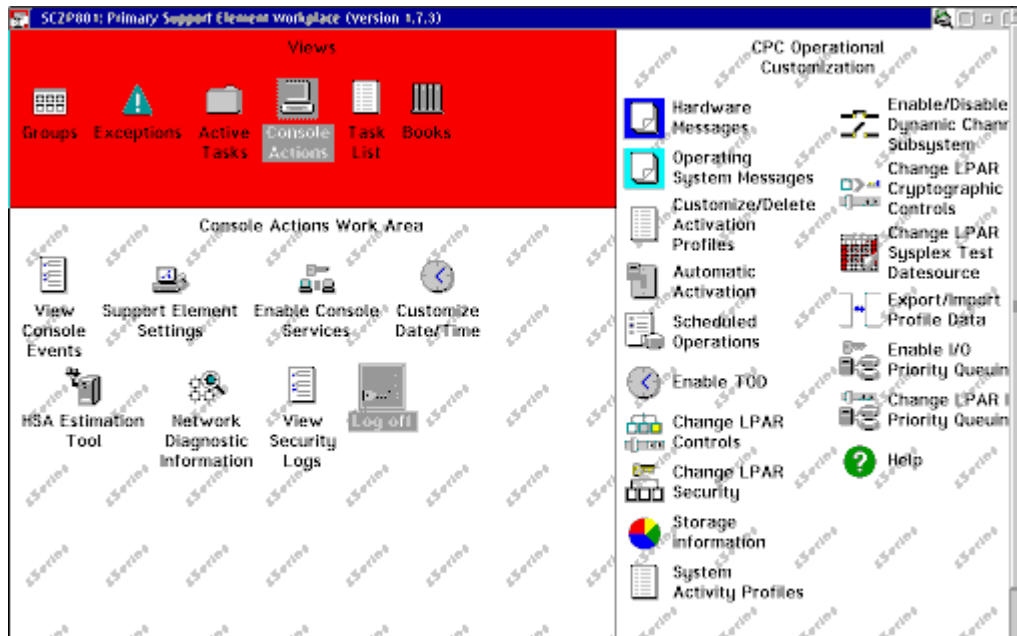 SCZP801: Primary Support Element Workplace (Version 1.7.3)
Views
Groups
Exceptions
Active
Tasks
Console
Actions
Task
List
Books
Console Actions Work Area
View
Console
Events
Support Element
Settings
Enable Console
Services
Customize
Date/Time
HSA Estimation
Tool
Network
Diagnostic
Information
View
Security
Logs
Log off
CPC Operational
Customization
Hardware
Messages
Operating
System Messages
Customize/Delete
Activation
Profiles
Automatic
Activation
Scheduled
Operations
Enable TOD
Change LPAR
Controls
Change LPAR
Security
Storage
Information
System
Activity Profiles
Enable/Disable
Dynamic Chann
Subsystem
Change LPAR
Cryptographic
Controls
Change LPAR
Sysplex Test
Datesource
Export/Import
Profile Data
Enable I/O
Priority Queuin
Change LPAR I
Priority Queuin
Help
zSeries